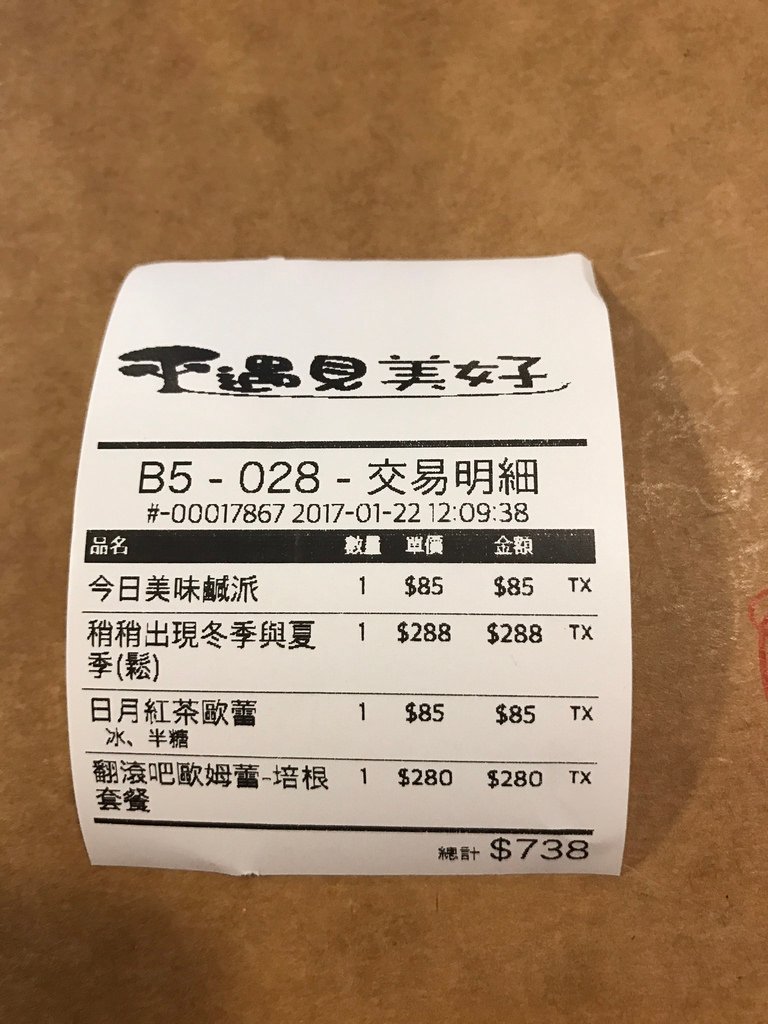 遇見美好
B5 - 028 - 交易明細
#-00017867 2017-01-22 12:09:38
品名 數量 單價 金額
今日美味鹹派 1 $85 $85 TX
稍稍出現冬季與夏 1 $288 $288 TX
季(鬆)
日月紅茶歐蕾 1 $85 $85 TX
冰、半糖
翻滾吧歐姆蕾-培根 1 $280 $280 TX
套餐
總計 $738